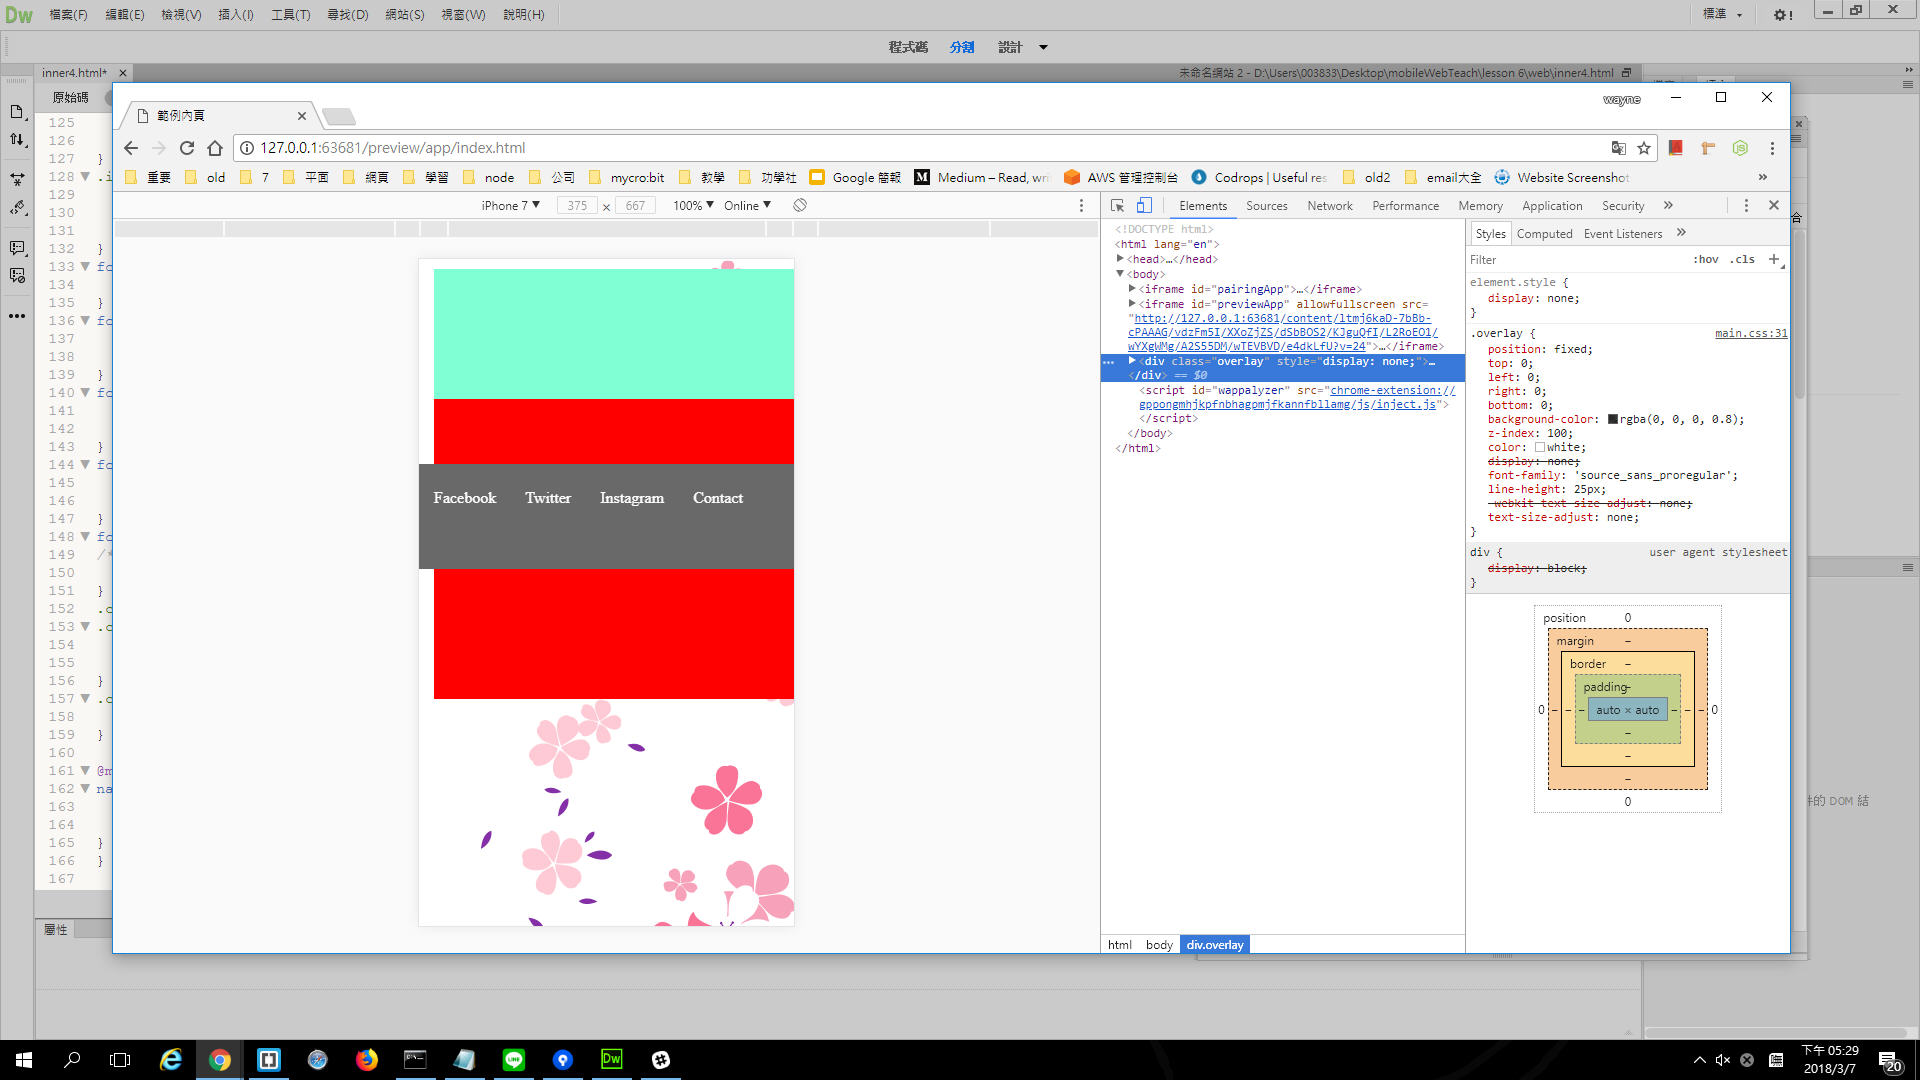 Dw 檔案(F) 編輯(E) 檢視(V) 插入(I) 工具(T) 尋找(D) 網站(S) 視窗(W) 說明(H) 標準
程式碼 分割 設計
inner4.html* 未命名網站 2 - D:\Users\003833\Desktop\mobileWebTeach\lesson 6\web\inner4.html
原始碼
wayne
範例內頁
127.0.0.1:63681/preview/app/index.html
重要 old 7 平面 網頁 學習 node 公司 mycro:bit 教學 功學社 Google 簡報 Medium – Read, wri AWS 管理控制台 Codrops | Useful res old2 email大全 Website Screenshot »
iPhone 7 375 x 667 100% Online
Elements Sources Network Performance Memory Application Security »
125
126
127 }
128 .i
129
130
131
132 }
133 fo
134
135 }
136 fo
137
138
139 }
140 fo
141
142
143 }
144 fo
145
146
147 }
148 fo
149 /*
150
151 }
152 .c
153 .c
154
155
156 }
157 .c
158
159 }
160
161 @m
162 na
163
164
165 }
166 }
167
屬性
Facebook Twitter Instagram Contact
<!DOCTYPE html>
<html lang="en">
<head>…</head>
<body>
<iframe id="pairingApp">…</iframe>
<iframe id="previewApp" allowfullscreen src=
"http://127.0.0.1:63681/content/ltmj6kaD-7bBb-
cPAAAG/vdzFm5I/XXoZjZS/dSbBOS2/KJguQfI/L2RoEO1/
wYXgWMg/A2S55DM/wTEVBVD/e4dkLfU?v=24">…</iframe>
<div class="overlay" style="display: none;">…
</div> == $0
<script id="wappalyzer" src="chrome-extension://
gppongmhjkpfnbhagpmjfkannfbllamg/js/inject.js">
</script>
</body>
</html>
html body div.overlay
Styles Computed Event Listeners »
Filter :hov .cls +
element.style {
display: none;
}
.overlay { main.css:31
position: fixed;
top: 0;
left: 0;
right: 0;
bottom: 0;
background-color: rgba(0, 0, 0, 0.8);
z-index: 100;
color: white;
display: none;
font-family: 'source_sans_proregular';
line-height: 25px;
-webkit-text-size-adjust: none;
text-size-adjust: none;
}
div { user agent stylesheet
display: block;
}
position 0
margin –
border –
padding –
0 – – – auto × auto – – – 0
–
–
–
0
合
件的 DOM 結
Dw
下午 05:29
2018/3/7
20